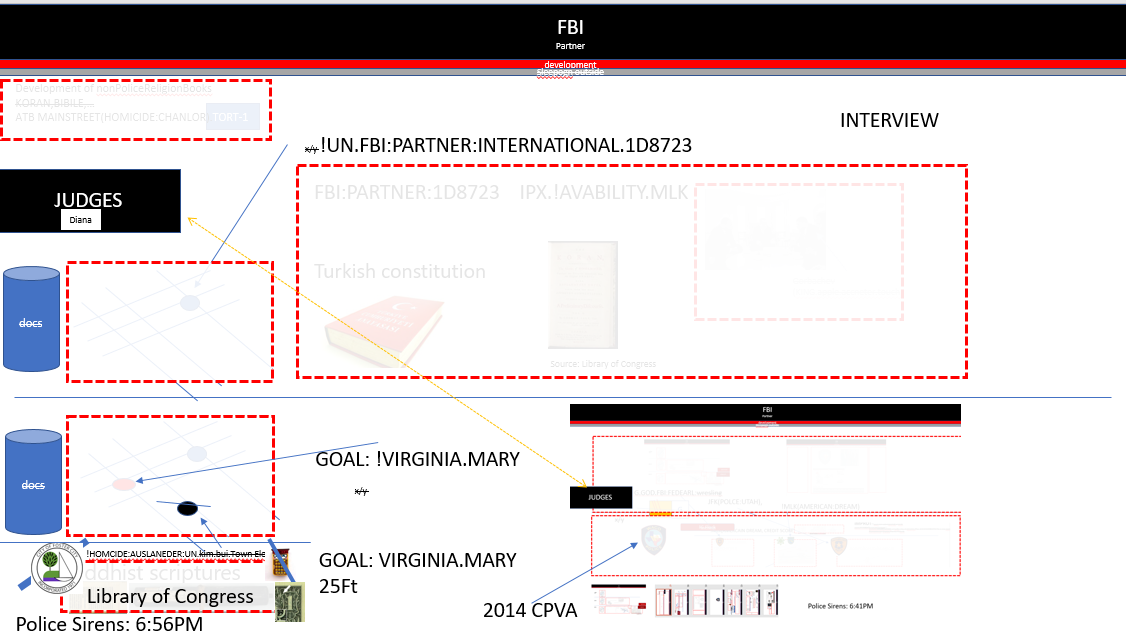 FBI
Partner
development
Sleepogn outside
Development of nonPoliceReligionBooks
KORAN,BIBILE,..
ATB MAINSTREET(HOMICIDE:CHANLOR)
TORT-1
INTERVIEW
x/y !UN.FBI:PARTNER:INTERNATIONAL.1D8723
JUDGES
Diana
FBI:PARTNER:1D8723 IPX.!AVABILITY.MLK
Turkish constitution
Source: Library of Congress
docs
GOAL: !VIRGINIA.MARY
x/y
docs
FBI
Partner
JUDGES
!HOMCIDE:AUSLANEDER:UN.kim.bui.Town Ele
ddhist scriptures
Library of Congress
GOAL: VIRGINIA.MARY
25Ft
2014 CPVA
Police Sirens: 6:41PM
Police Sirens: 6:56PM